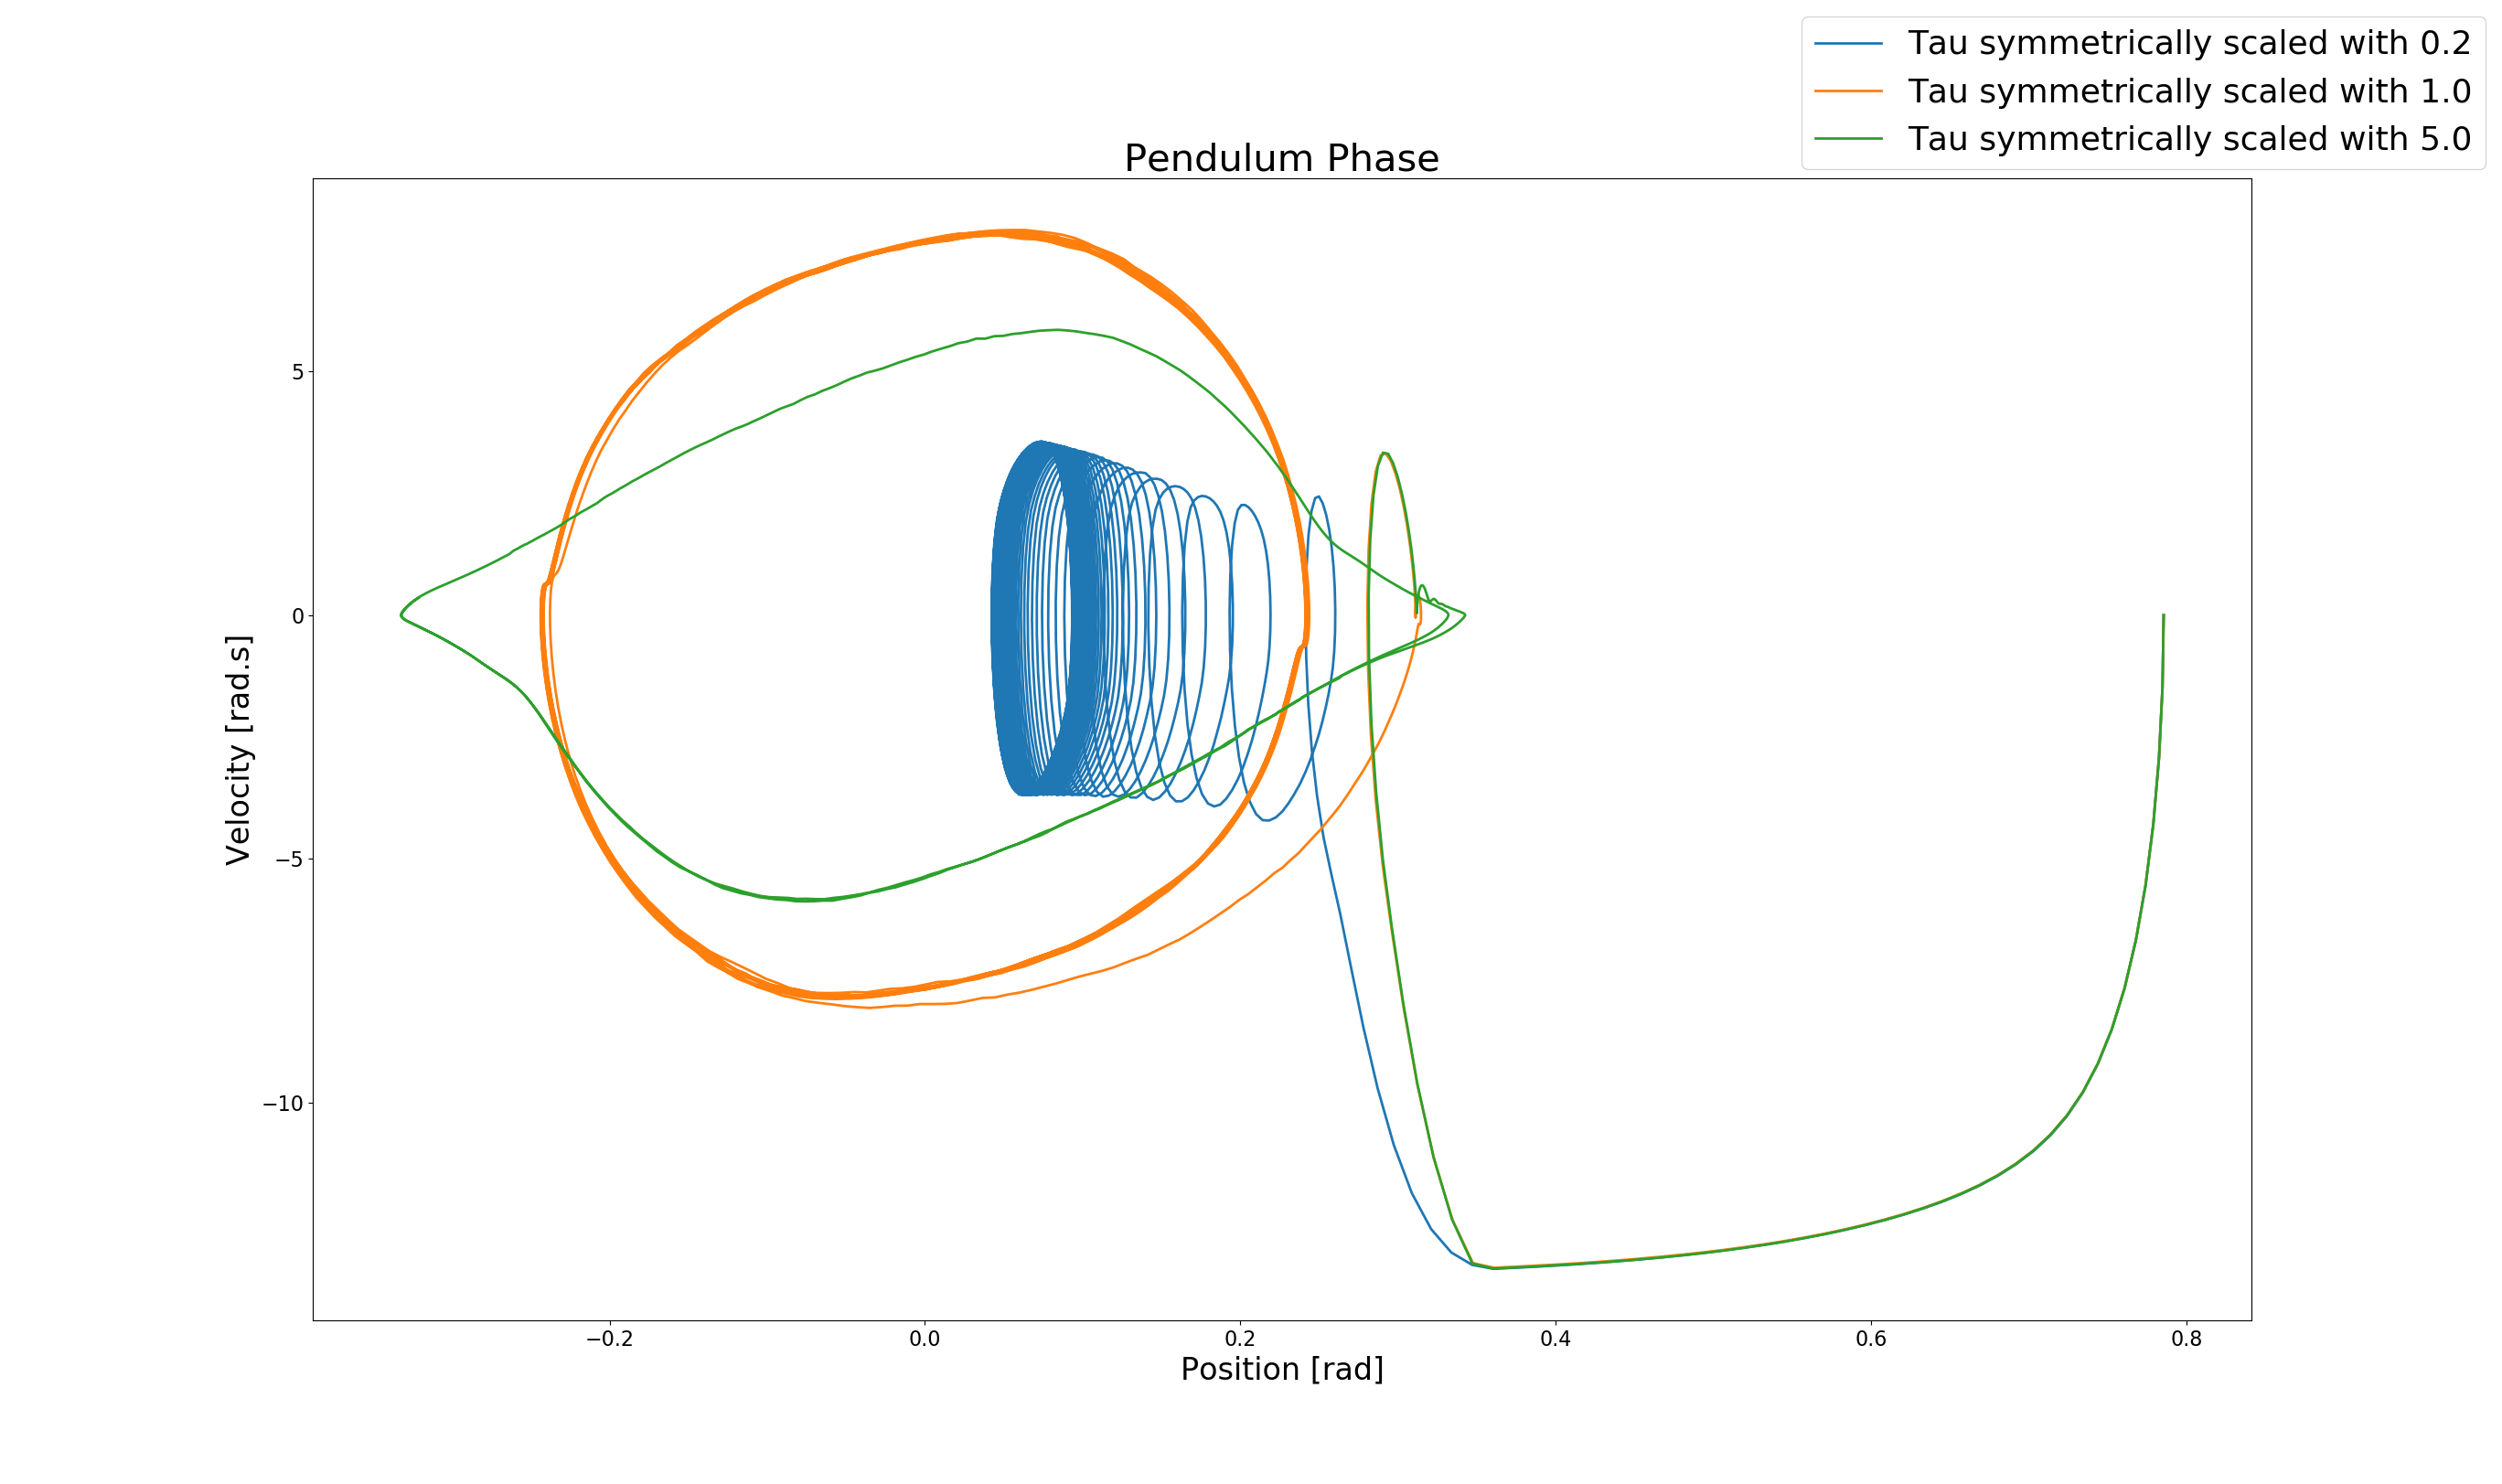 Tau symmetrically scaled with 0.2
Tau symmetrically scaled with 1.0
Tau symmetrically scaled with 5.0
Pendulum Phase
5
0
−5
−10
Velocity [rad.s]
−0.2 0.0 0.2 0.4 0.6 0.8
Position [rad]